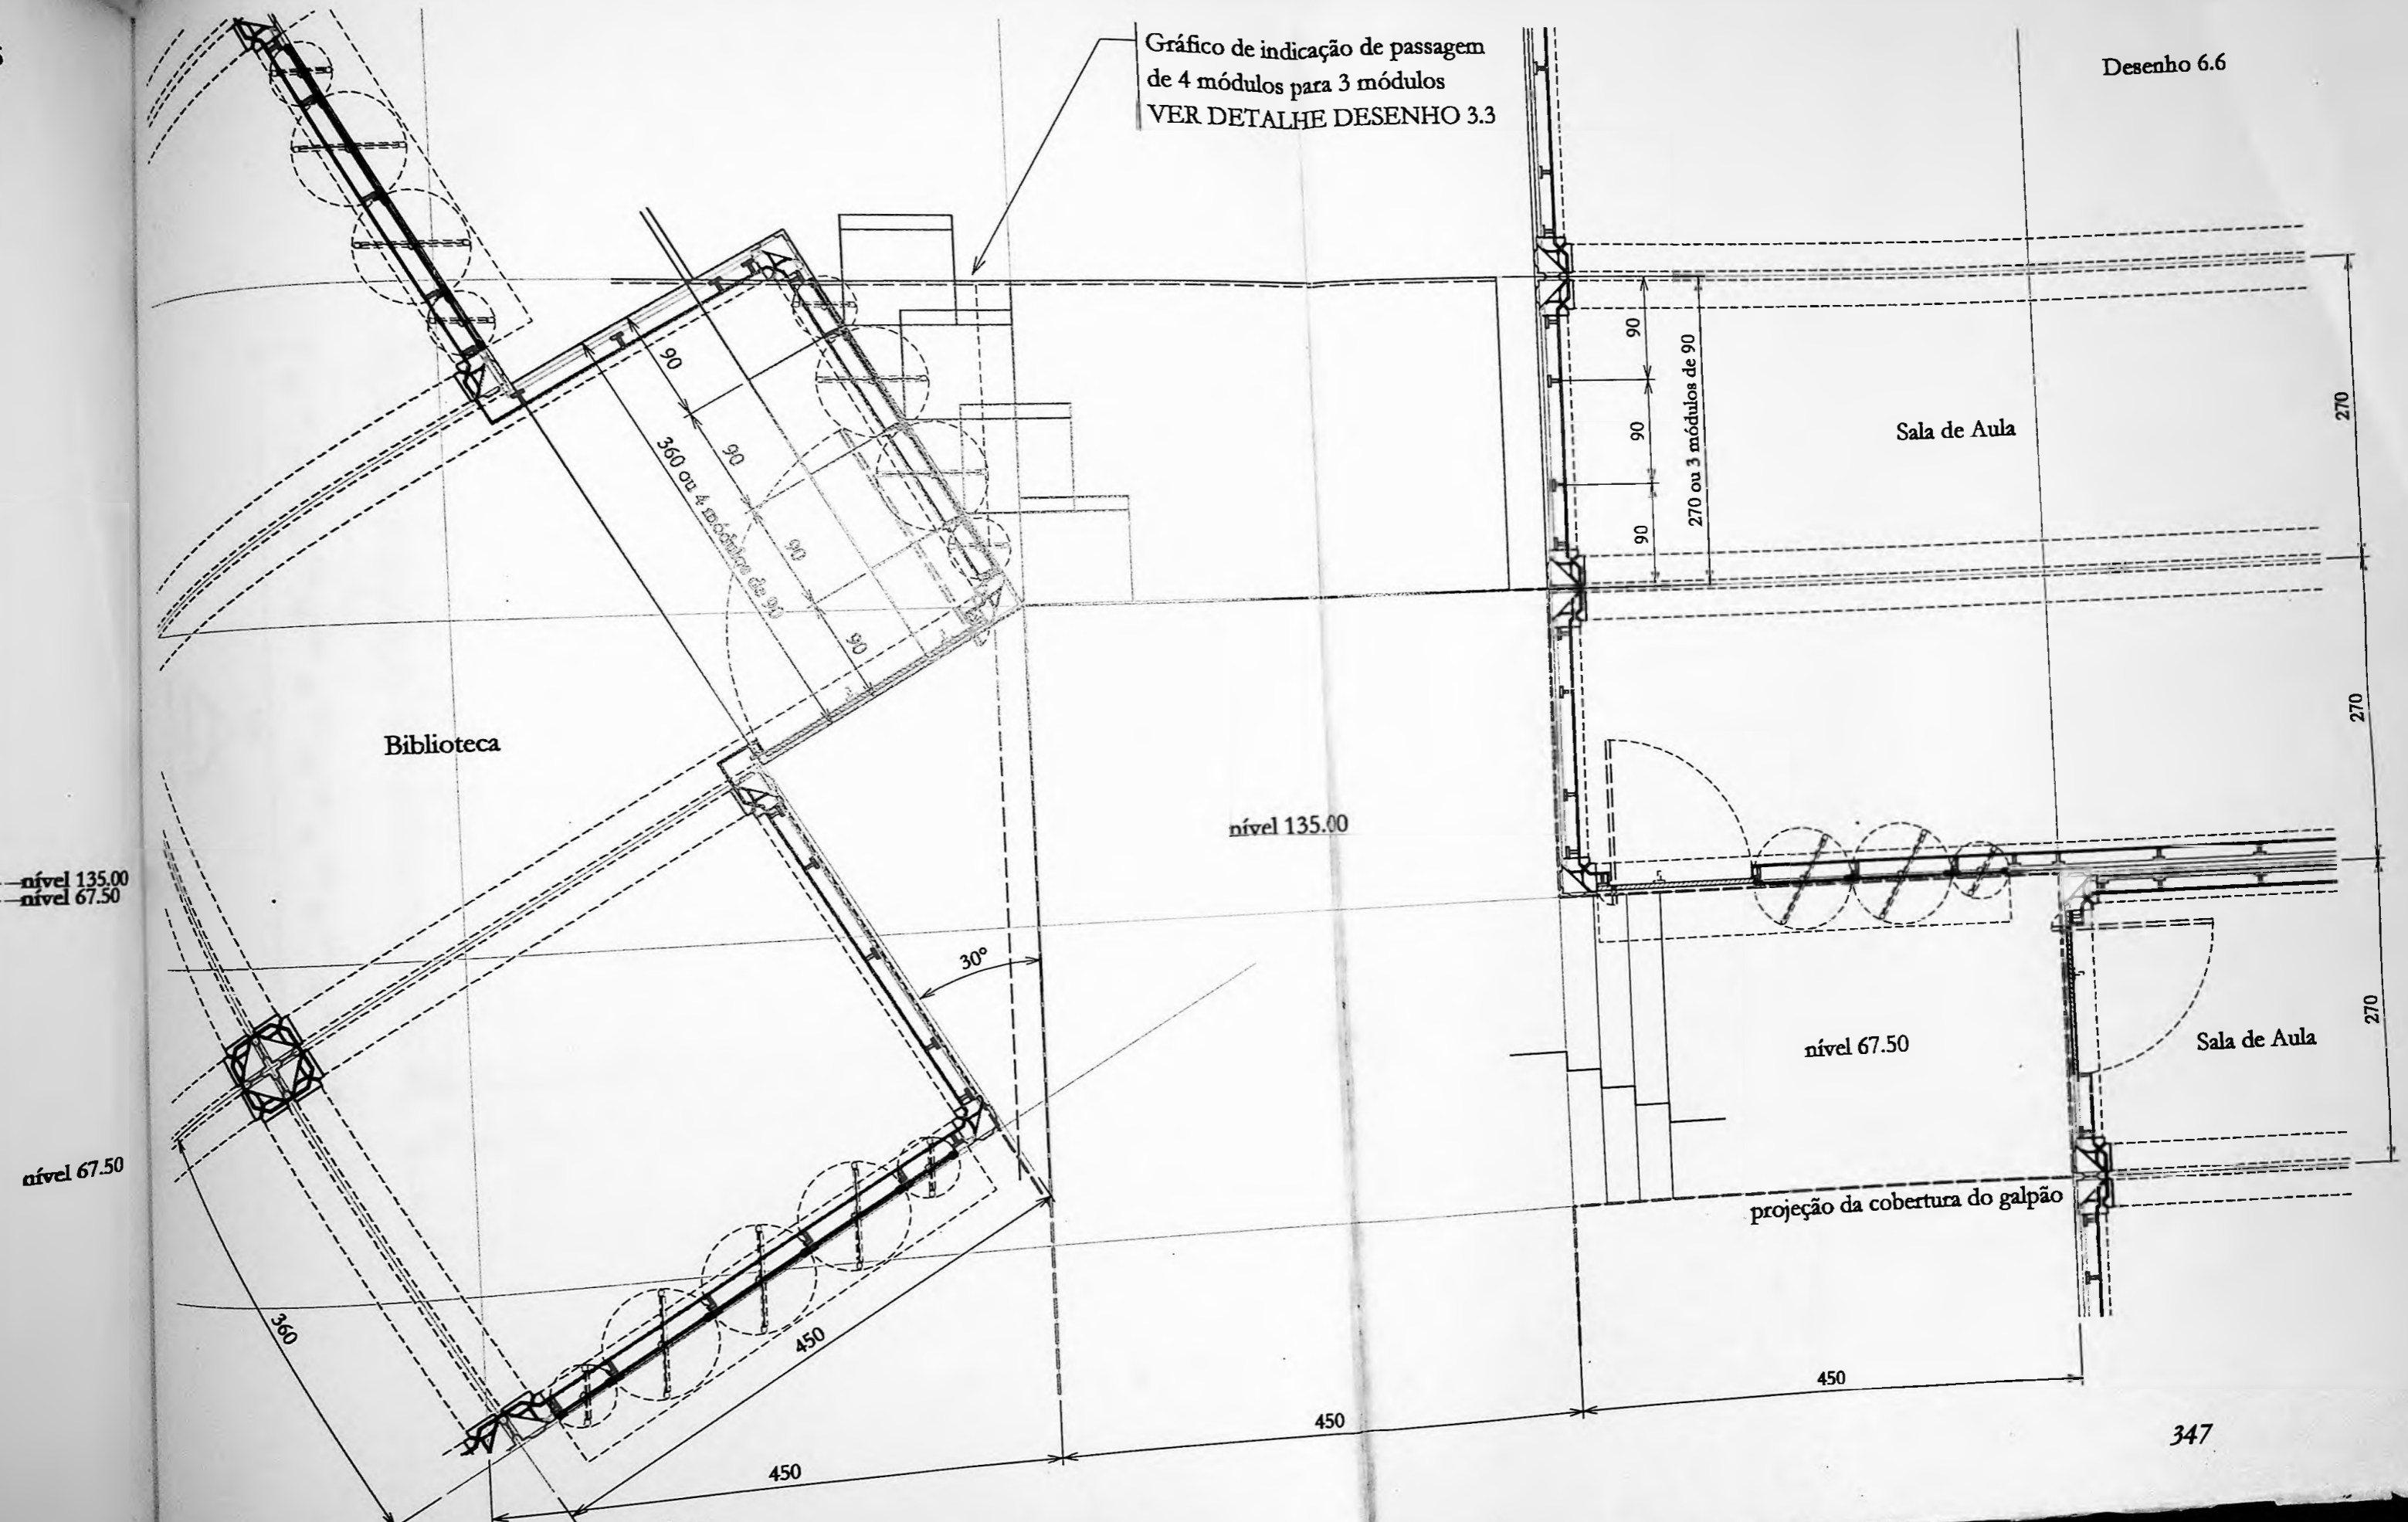 Gráfico de indicação de passagem
de 4 módulos para 3 módulos
VER DETALHE DESENHO 3.3
Desenho 6.6
90
90
90
90
360 ou 4 módulos de 90
90
90
90
270 ou 3 módulos de 90
Sala de Aula
270
270
270
Biblioteca
nível 135.00
nível 135.00
nível 67.50
30°
nível 67.50
Sala de Aula
nível 67.50
projeção da cobertura do galpão
360
450
450
450
450
347